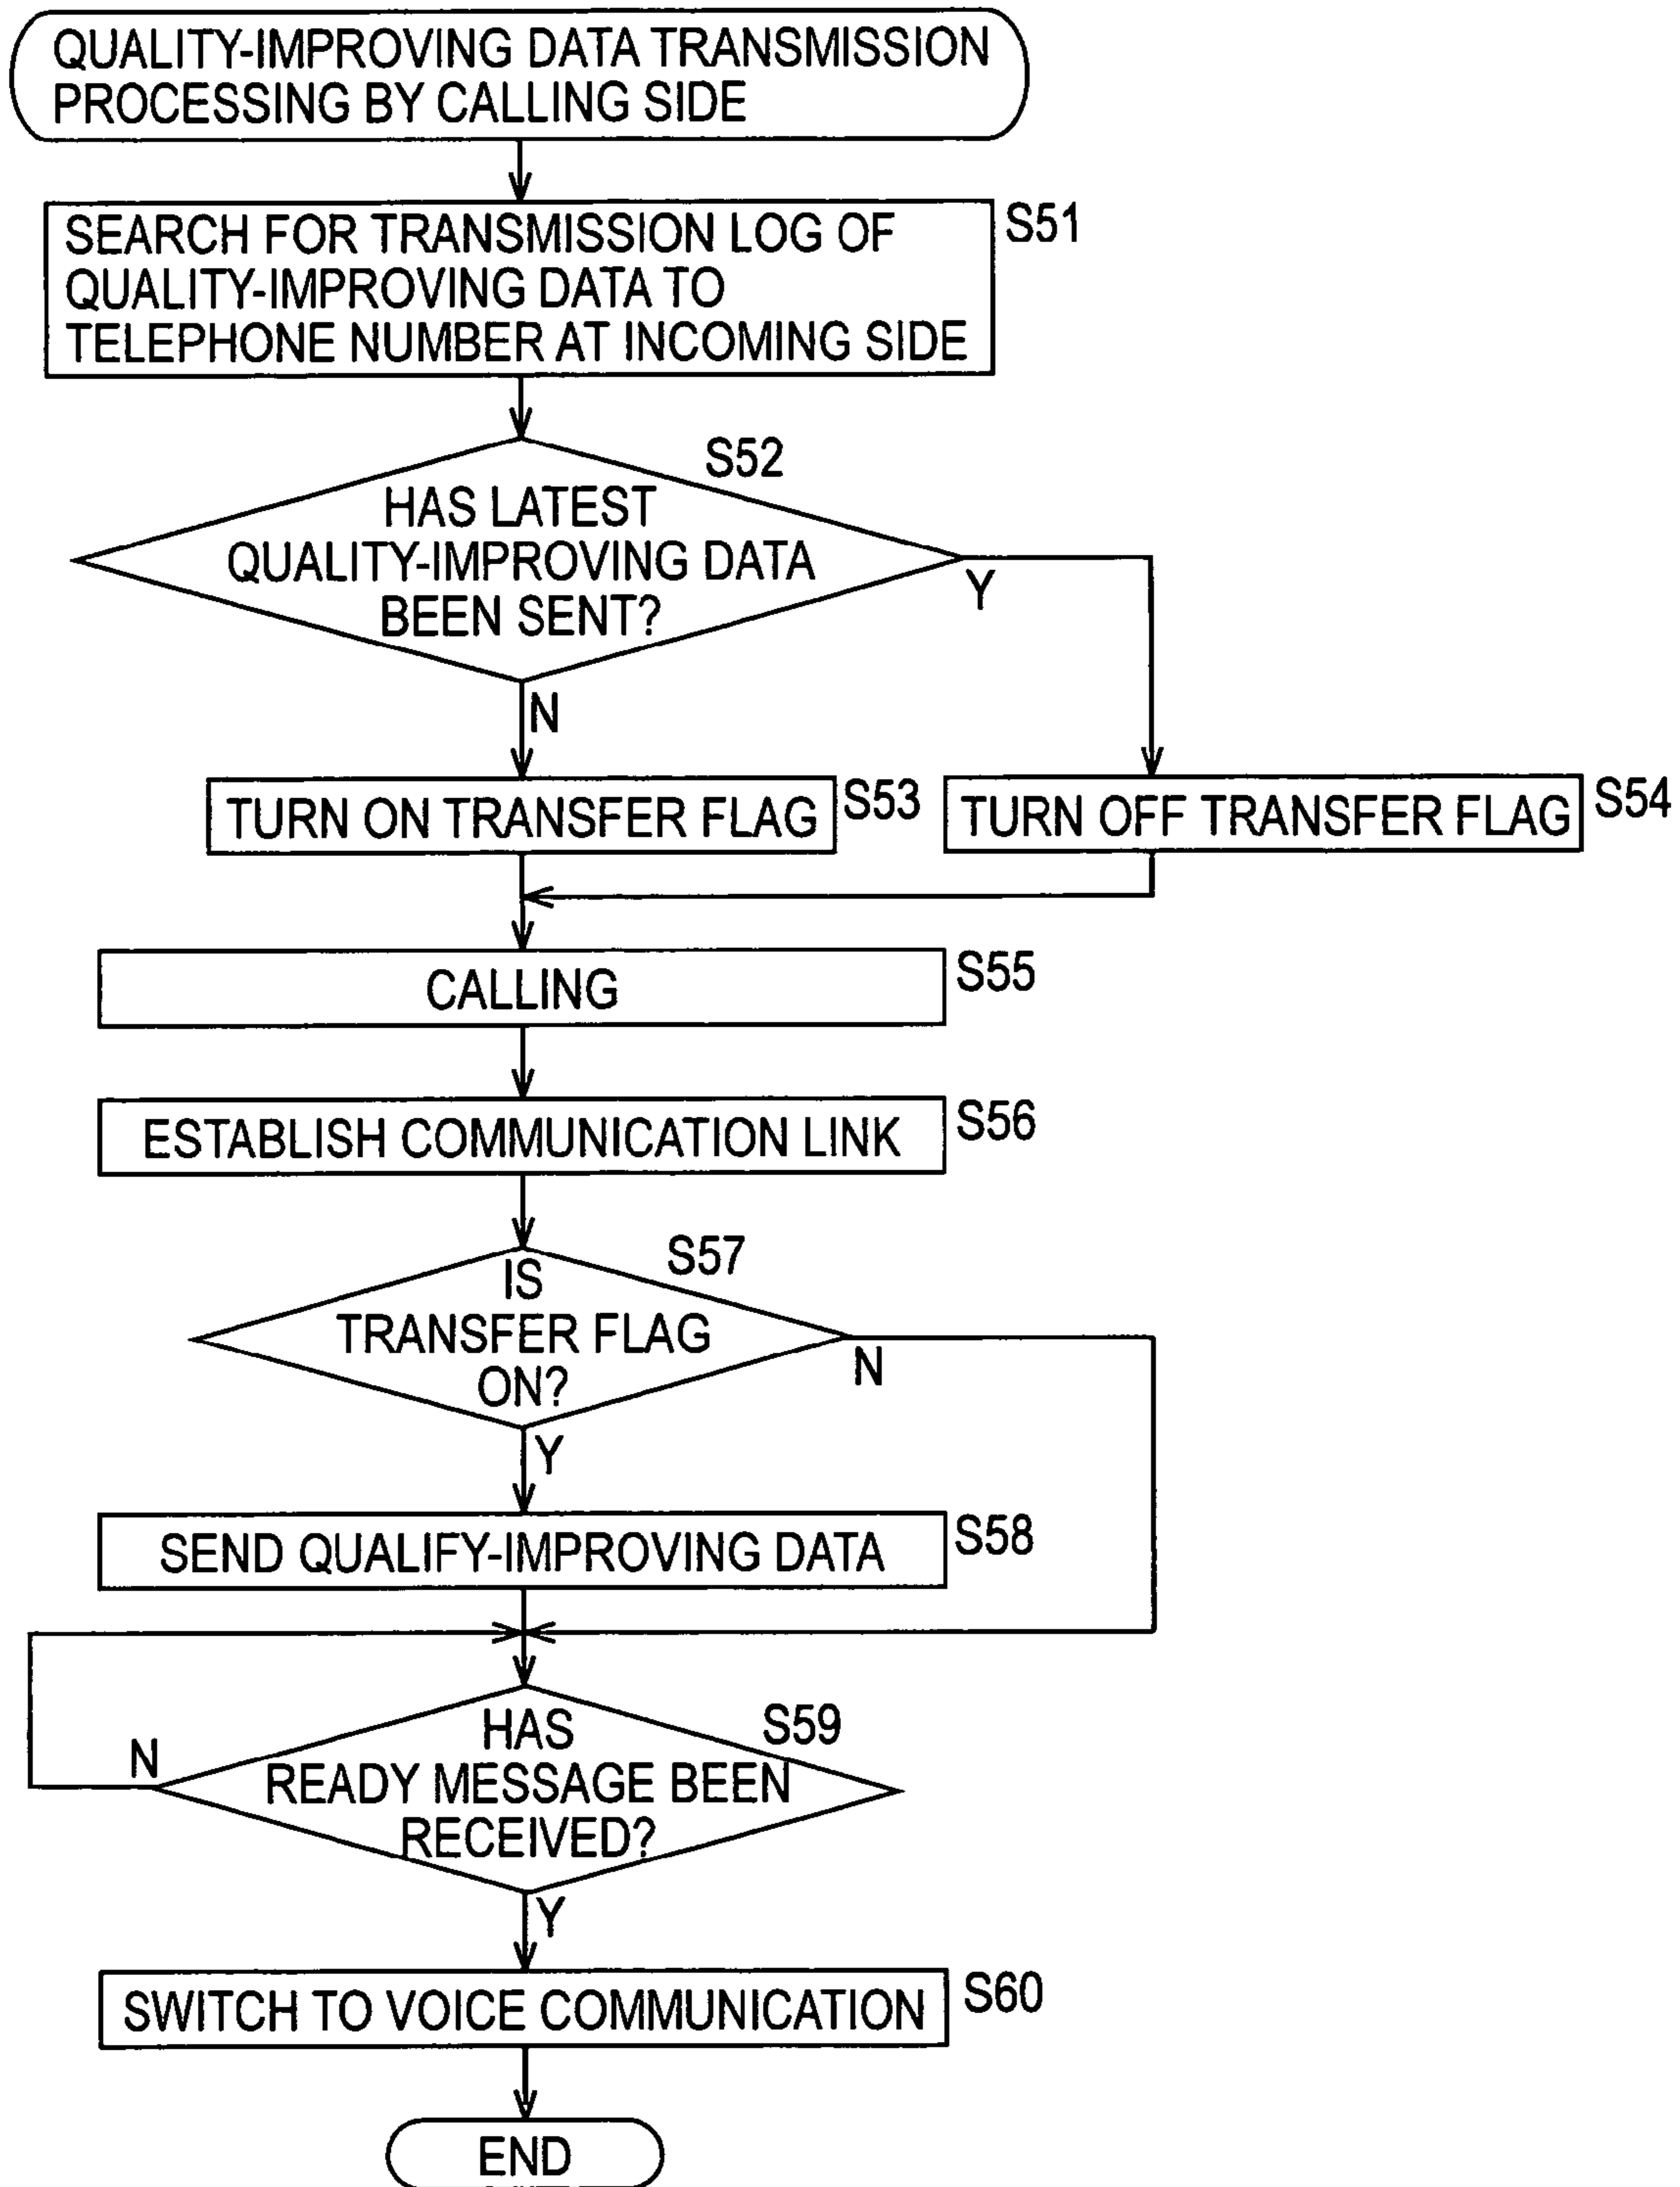 QUALITY-IMPROVING DATA TRANSMISSION
PROCESSING BY CALLING SIDE
SEARCH FOR TRANSMISSION LOG OF
QUALITY-IMPROVING DATA TO
TELEPHONE NUMBER AT INCOMING SIDE
S51
S52
HAS LATEST
QUALITY-IMPROVING DATA
BEEN SENT?
Y
N
TURN ON TRANSFER FLAG
S53
TURN OFF TRANSFER FLAG
S54
CALLING
S55
ESTABLISH COMMUNICATION LINK
S56
S57
IS
TRANSFER FLAG
ON?
N
Y
SEND QUALIFY-IMPROVING DATA
S58
S59
HAS
READY MESSAGE BEEN
RECEIVED?
N
Y
SWITCH TO VOICE COMMUNICATION
S60
END